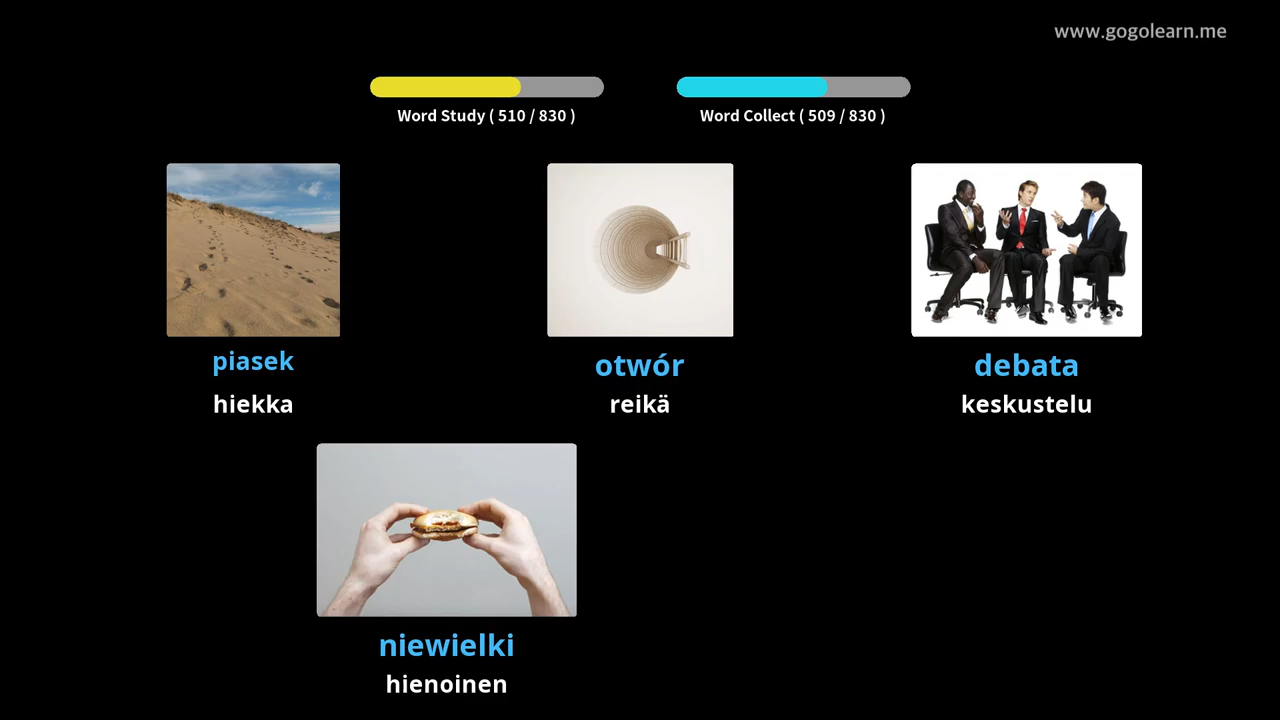 www.gogolearn.me
Word Study ( 510 / 830 )
Word Collect ( 509 / 830 )
piasek
hiekka
otwór
reikä
debata
keskustelu
niewielki
hienoinen